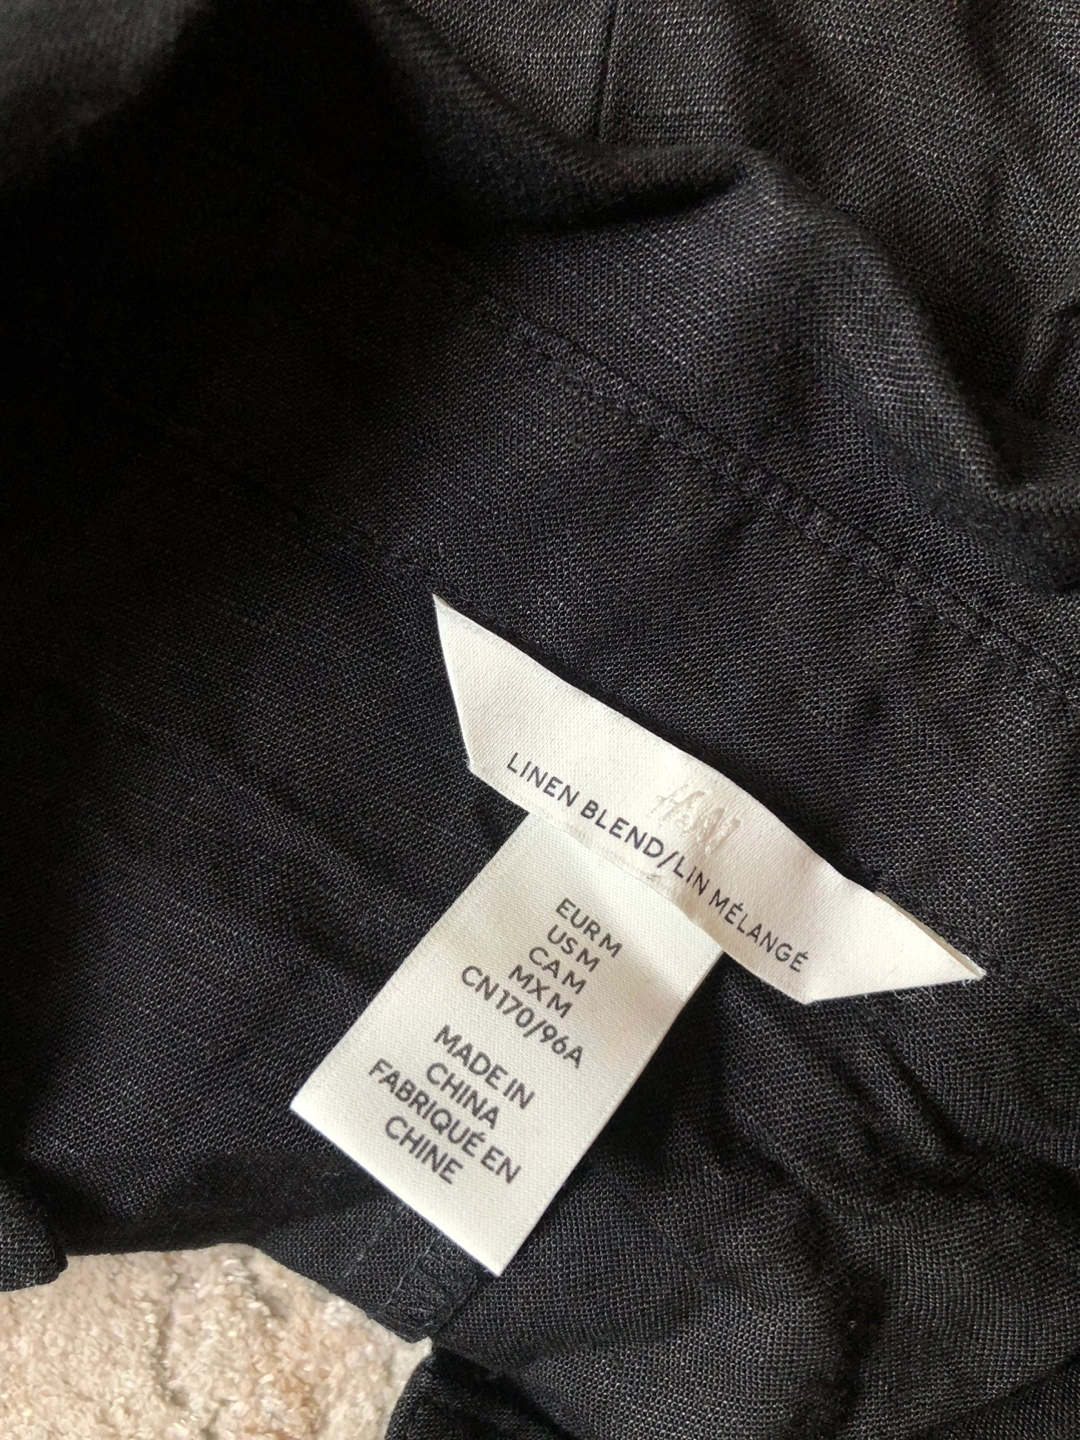 H&M
LINEN BLEND/LIN MÉLANGÉ
EUR M
US M
CA M
MX M
CN 170/96A
MADE IN
CHINA
FABRIQUÉ EN
CHINE